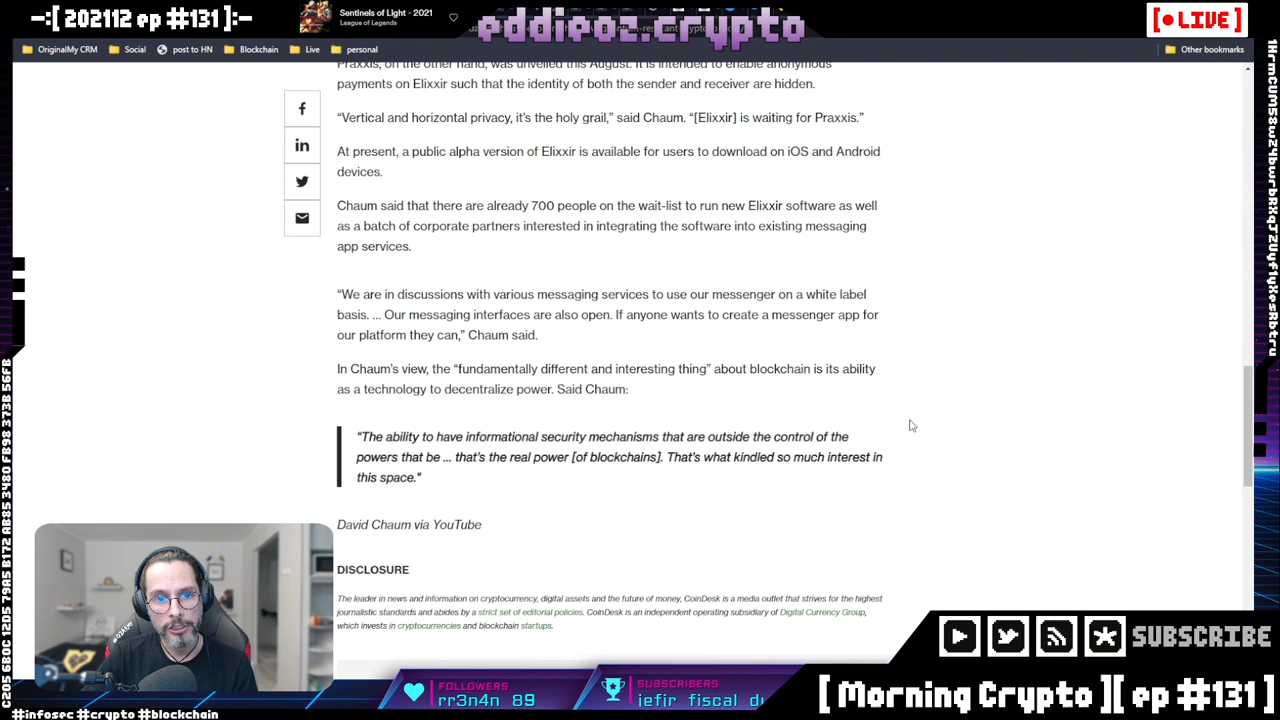 -:[ 202112 ep #131 ]:-
Sentinels of Light - 2021
League of Legends
eddieoz.crypto
[• LIVE ]
OriginalMy CRM
Social
post to HN
Blockchain
Live
personal
Other bookmarks
Praxxis, on the other hand, was unveiled this August. It is intended to enable anonymous
payments on Elixxir such that the identity of both the sender and receiver are hidden.
“Vertical and horizontal privacy, it’s the holy grail,” said Chaum. “[Elixxir] is waiting for Praxxis.”
At present, a public alpha version of Elixxir is available for users to download on iOS and Android
devices.
Chaum said that there are already 700 people on the wait-list to run new Elixxir software as well
as a batch of corporate partners interested in integrating the software into existing messaging
app services.
“We are in discussions with various messaging services to use our messenger on a white label
basis. ... Our messaging interfaces are also open. If anyone wants to create a messenger app for
our platform they can,” Chaum said.
In Chaum’s view, the “fundamentally different and interesting thing” about blockchain is its ability
as a technology to decentralize power. Said Chaum:
“The ability to have informational security mechanisms that are outside the control of the
powers that be ... that’s the real power [of blockchains]. That’s what kindled so much interest in
this space.”
David Chaum via YouTube
DISCLOSURE
The leader in news and information on cryptocurrency, digital assets and the future of money, CoinDesk is a media outlet that strives for the highest
journalistic standards and abides by a strict set of editorial policies. CoinDesk is an independent operating subsidiary of Digital Currency Group,
which invests in cryptocurrencies and blockchain startups.
SUBSCRIBE
FOLLOWERS
rr3n4n 89
SUBSCRIBERS
iefjr fiscal du
[ Morning Crypto ][ ep #131 ]
#infosec #crypto #blockchain